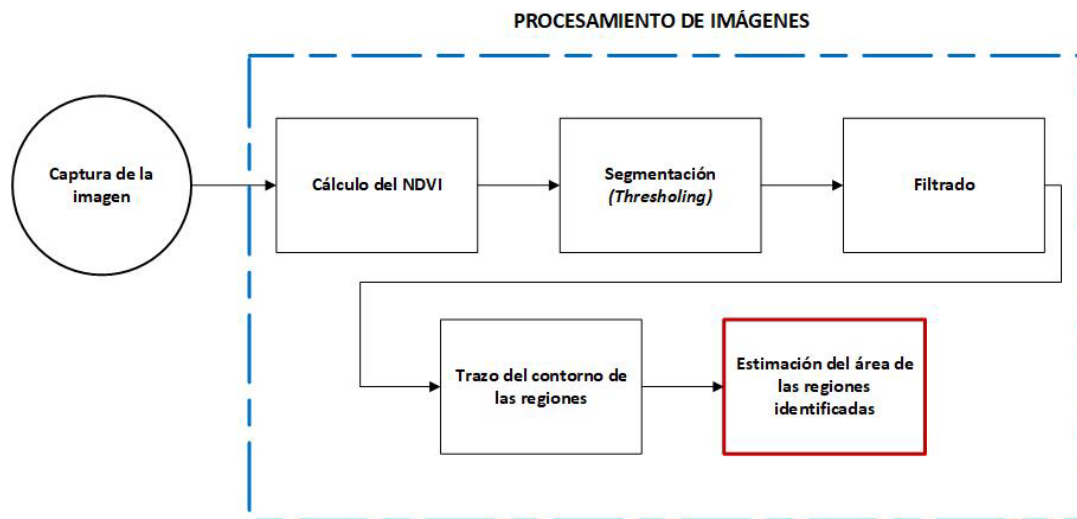 PROCESAMIENTO DE IMÁGENES
Captura de la
imagen
Cálculo del NDVI
Segmentación
(Thresholing)
Filtrado
Trazo del contorno de
las regiones
Estimación del área de
las regiones
identificadas